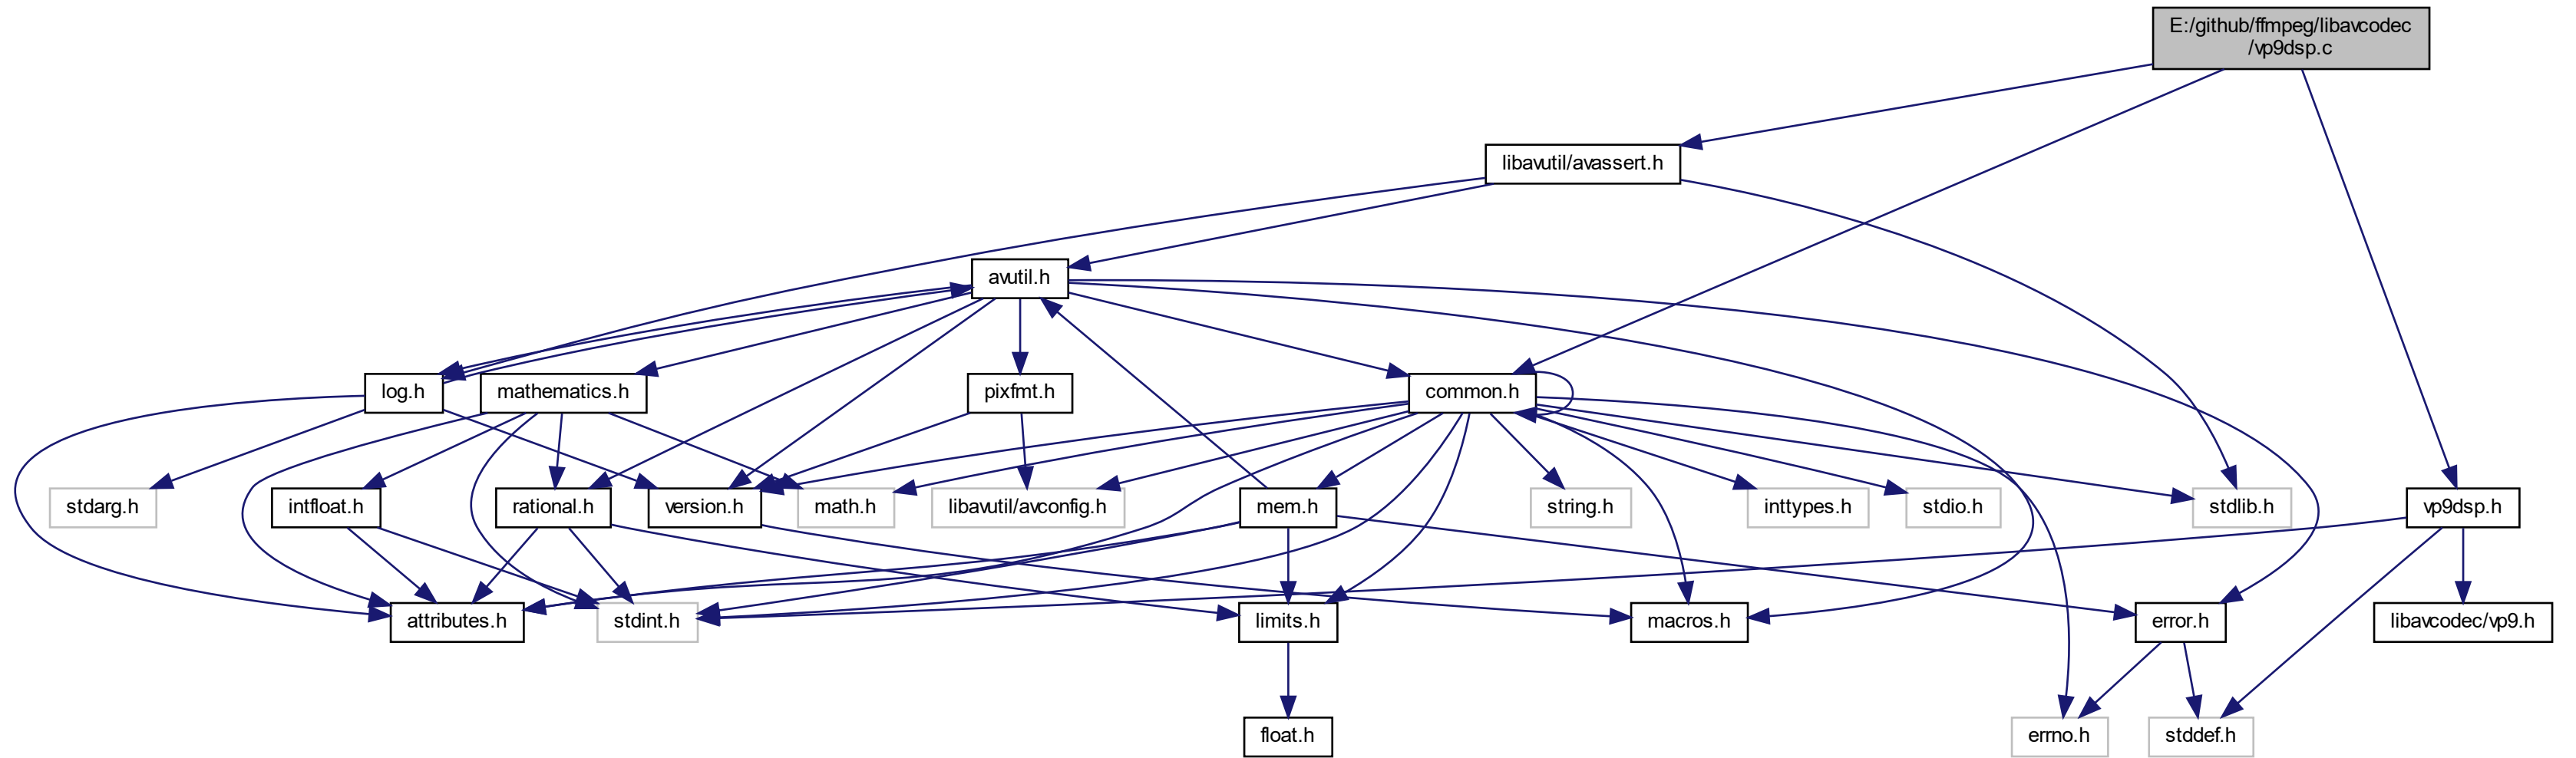 E:/github/ffmpeg/libavcodec
/vp9dsp.c
libavutil/avassert.h
avutil.h
log.h
mathematics.h
pixfmt.h
common.h
stdarg.h
intfloat.h
rational.h
version.h
math.h
libavutil/avconfig.h
mem.h
string.h
inttypes.h
stdio.h
stdlib.h
vp9dsp.h
attributes.h
stdint.h
limits.h
macros.h
error.h
libavcodec/vp9.h
float.h
errno.h
stddef.h